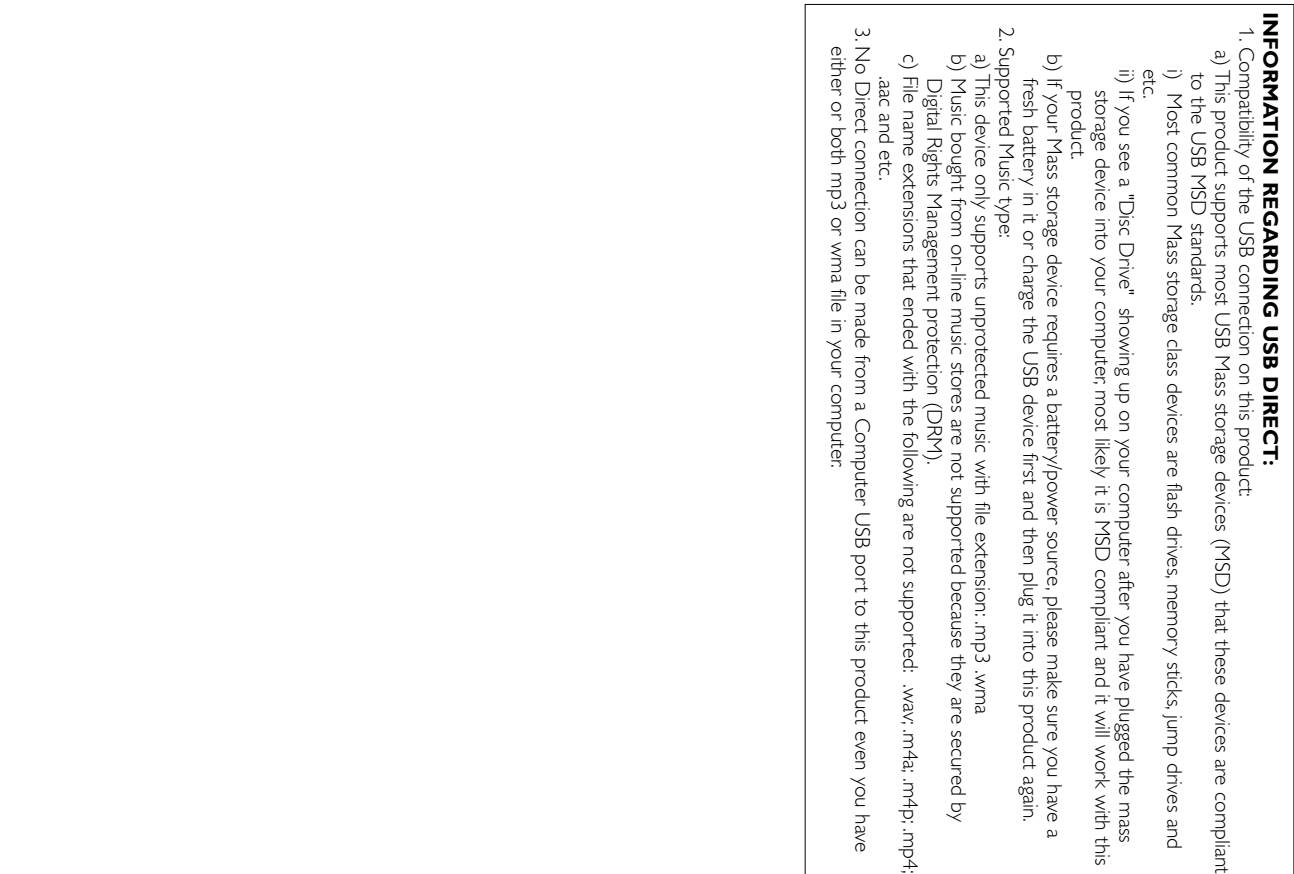 INFORMATION REGARDING USB DIRECT:
1. Compatibility of the USB connection on this product:
a) This product supports most USB Mass storage devices (MSD) that these devices are compliant
to the USB MSD standards.
i) Most common Mass storage class devices are flash drives, memory sticks, jump drives and
etc.
ii) If you see a "Disc Drive" showing up on your computer after you have plugged the mass
storage device into your computer, most likely it is MSD compliant and it will work with this
product.
b) If your Mass storage device requires a battery/power source, please make sure you have a
fresh battery in it or charge the USB device first and then plug it into this product again.
2. Supported Music type:
a) This device only supports unprotected music with file extension: .mp3 .wma
b) Music bought from on-line music stores are not supported because they are secured by
Digital Rights Management protection (DRM).
c) File name extensions that ended with the following are not supported: .wav; .m4a; .m4p; .mp4;
.aac and etc.
3. No Direct connection can be made from a Computer USB port to this product even you have
either or both mp3 or wma file in your computer.